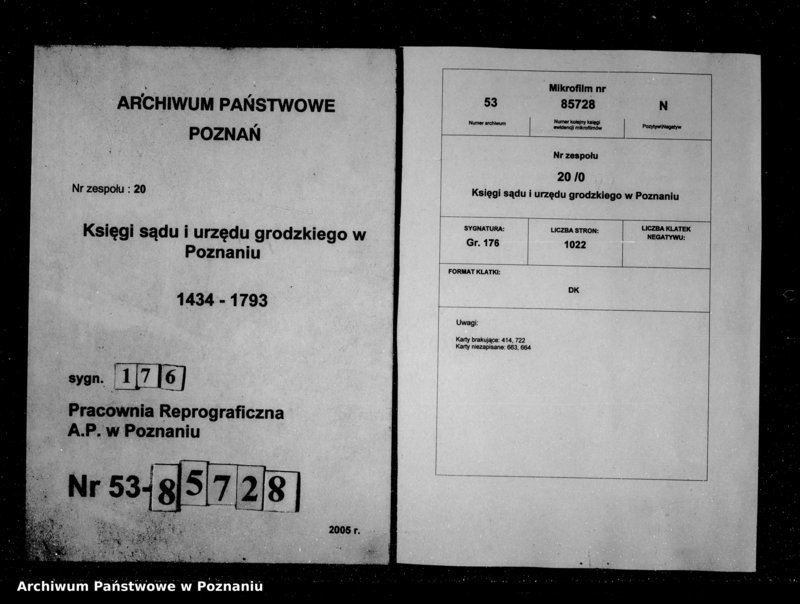 ARCHIWUM PAŃSTWOWE
POZNAŃ
Nr zespołu : 20
Księgi sądu i urzędu grodzkiego w
Poznaniu
1434 - 1793
sygn. 176
Pracownia Reprograficzna
A.P. w Poznaniu
Nr 53-85728
2005 r.
Mikrofilm nr
53
85728
N
Numer archiwum
Numer kolejny księgi
ewidencji mikrofilmów
Pozytyw\Negatyw
Nr zespołu
20 /0
Księgi sądu i urzędu grodzkiego w Poznaniu
SYGNATURA:
Gr. 176
LICZBA STRON:
1022
LICZBA KLATEK
NEGATYWU:
FORMAT KLATKI:
DK
Uwagi:
Karty brakujące: 414, 722
Karty niezapisane: 663, 664
Archiwum Państwowe w Poznaniu